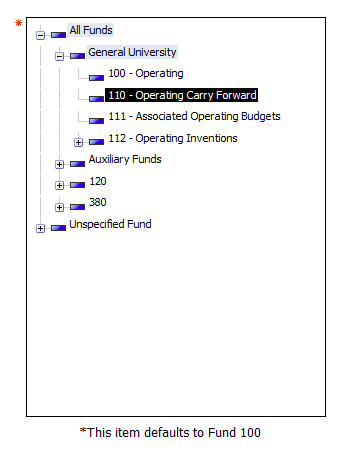 *
All Funds
General University
100 - Operating
110 - Operating Carry Forward
111 - Associated Operating Budgets
112 - Operating Inventions
Auxiliary Funds
120
380
Unspecified Fund
*This item defaults to Fund 100